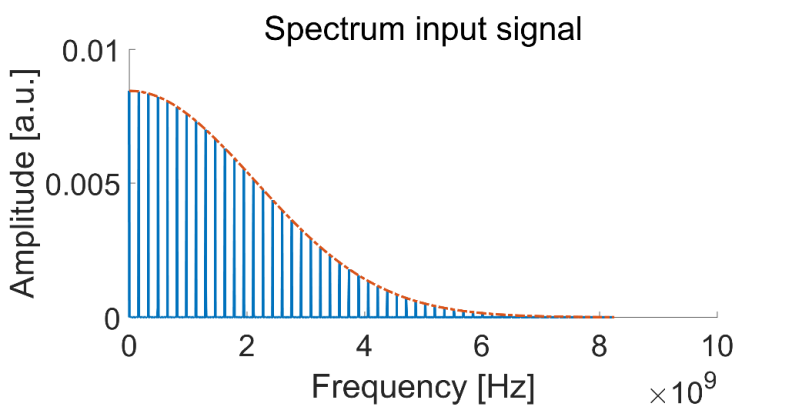 Spectrum input signal
Amplitude [a.u.]
0.01
0.005
0
0 2 4 6 8 10
Frequency [Hz]
×10⁹